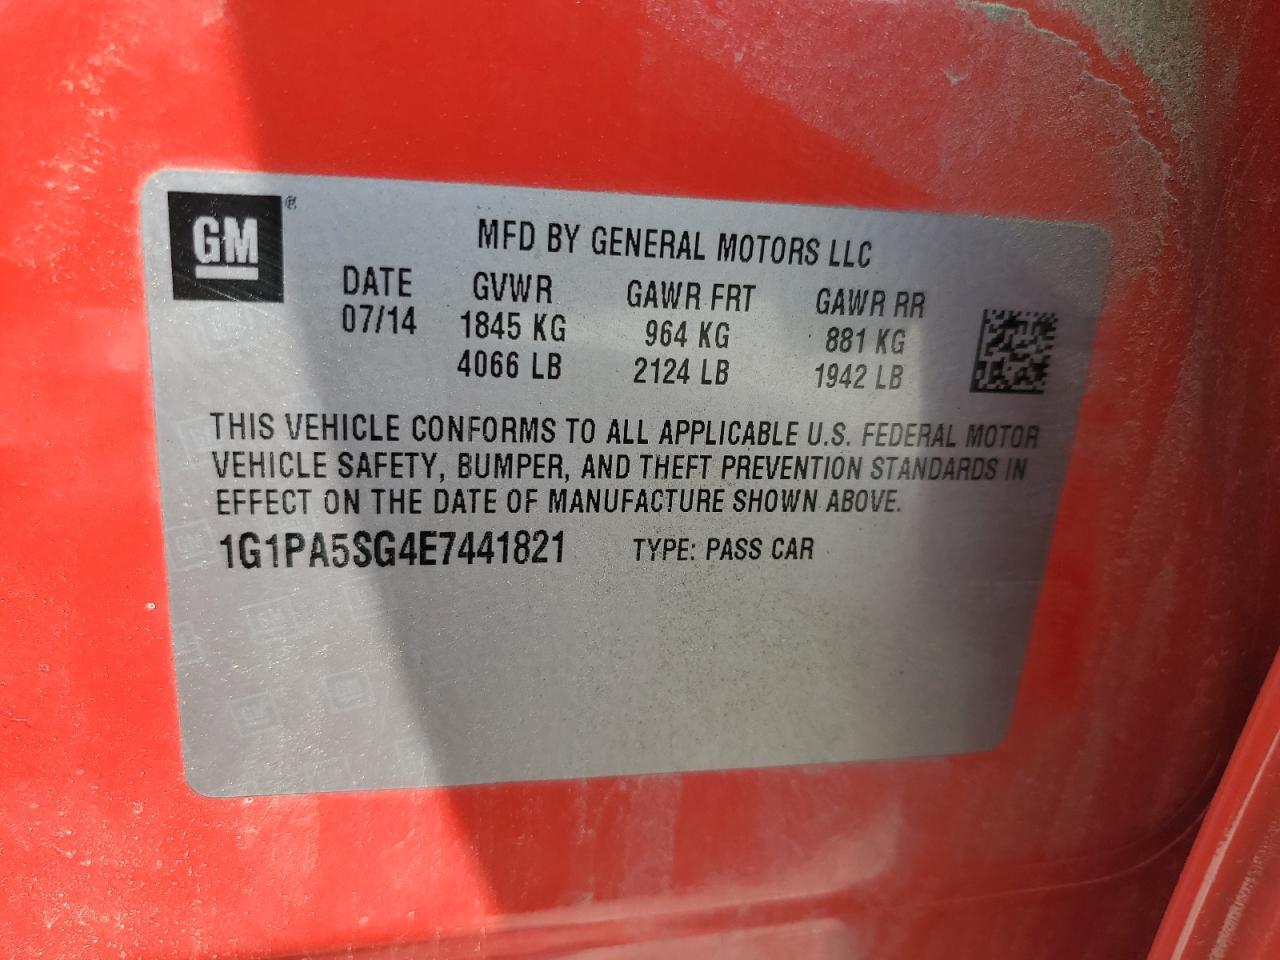 GM ®
MFD BY GENERAL MOTORS LLC
DATE GVWR GAWR FRT GAWR RR
07/14 1845 KG 964 KG 881 KG
4066 LB 2124 LB 1942 LB
THIS VEHICLE CONFORMS TO ALL APPLICABLE U.S. FEDERAL MOTOR
VEHICLE SAFETY, BUMPER, AND THEFT PREVENTION STANDARDS IN
EFFECT ON THE DATE OF MANUFACTURE SHOWN ABOVE.
1G1PA5SG4E7441821 TYPE: PASS CAR